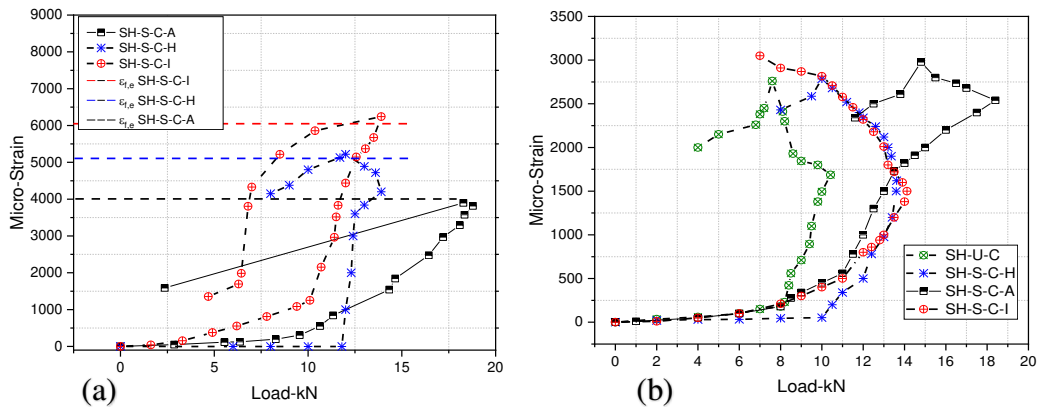 9000
8000
7000
6000
5000
4000
3000
2000
1000
0
Micro-Strain
SH-S-C-A
SH-S-C-H
SH-S-C-I
εf,e SH-S-C-I
εf,e SH-S-C-H
εf,e SH-S-C-A
0 5 10 15 20
(a)
Load-kN
3500
3000
2500
2000
1500
1000
500
0
Micro-Strain
SH-U-C
SH-S-C-H
SH-S-C-A
SH-S-C-I
0 2 4 6 8 10 12 14 16 18 20
(b)
Load-kN